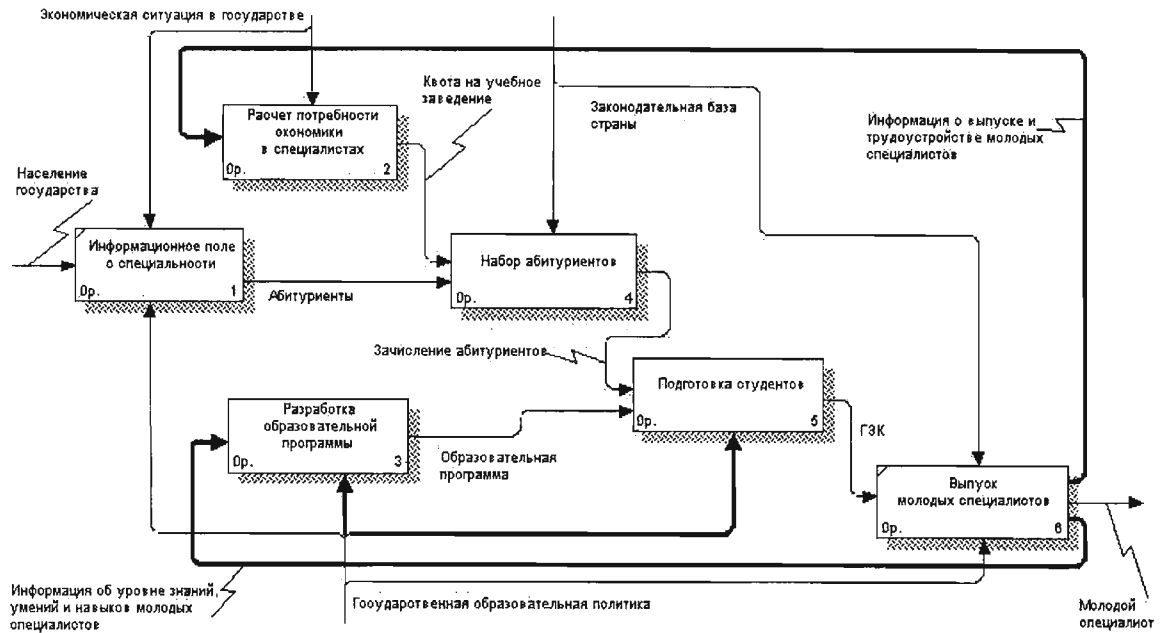 Экономическая ситуация в государстве
Квота на учебное
заведение
Законодательная база
страны
Информация о выпуске и
трудоустройстве молодых
специалистов
Расчет потребности
окономики
в специалистах
0р. 2
Население
государства
Информационное поле
о специальности
0р. 1
Абитуриенты
Набор абитуриентов
0р. 4
Зачисление абитуриентов
Подготовка студентов
0р. 5
Разработка
образовательной
программы
0р. 3
Образовательная
программа
ГЭК
Выпуск
молодых специалистов
0р. 6
Информация об уровне знаний,
умений и навыков молодых
специалистов
Государственная образовательная политика
Молодой
специалист